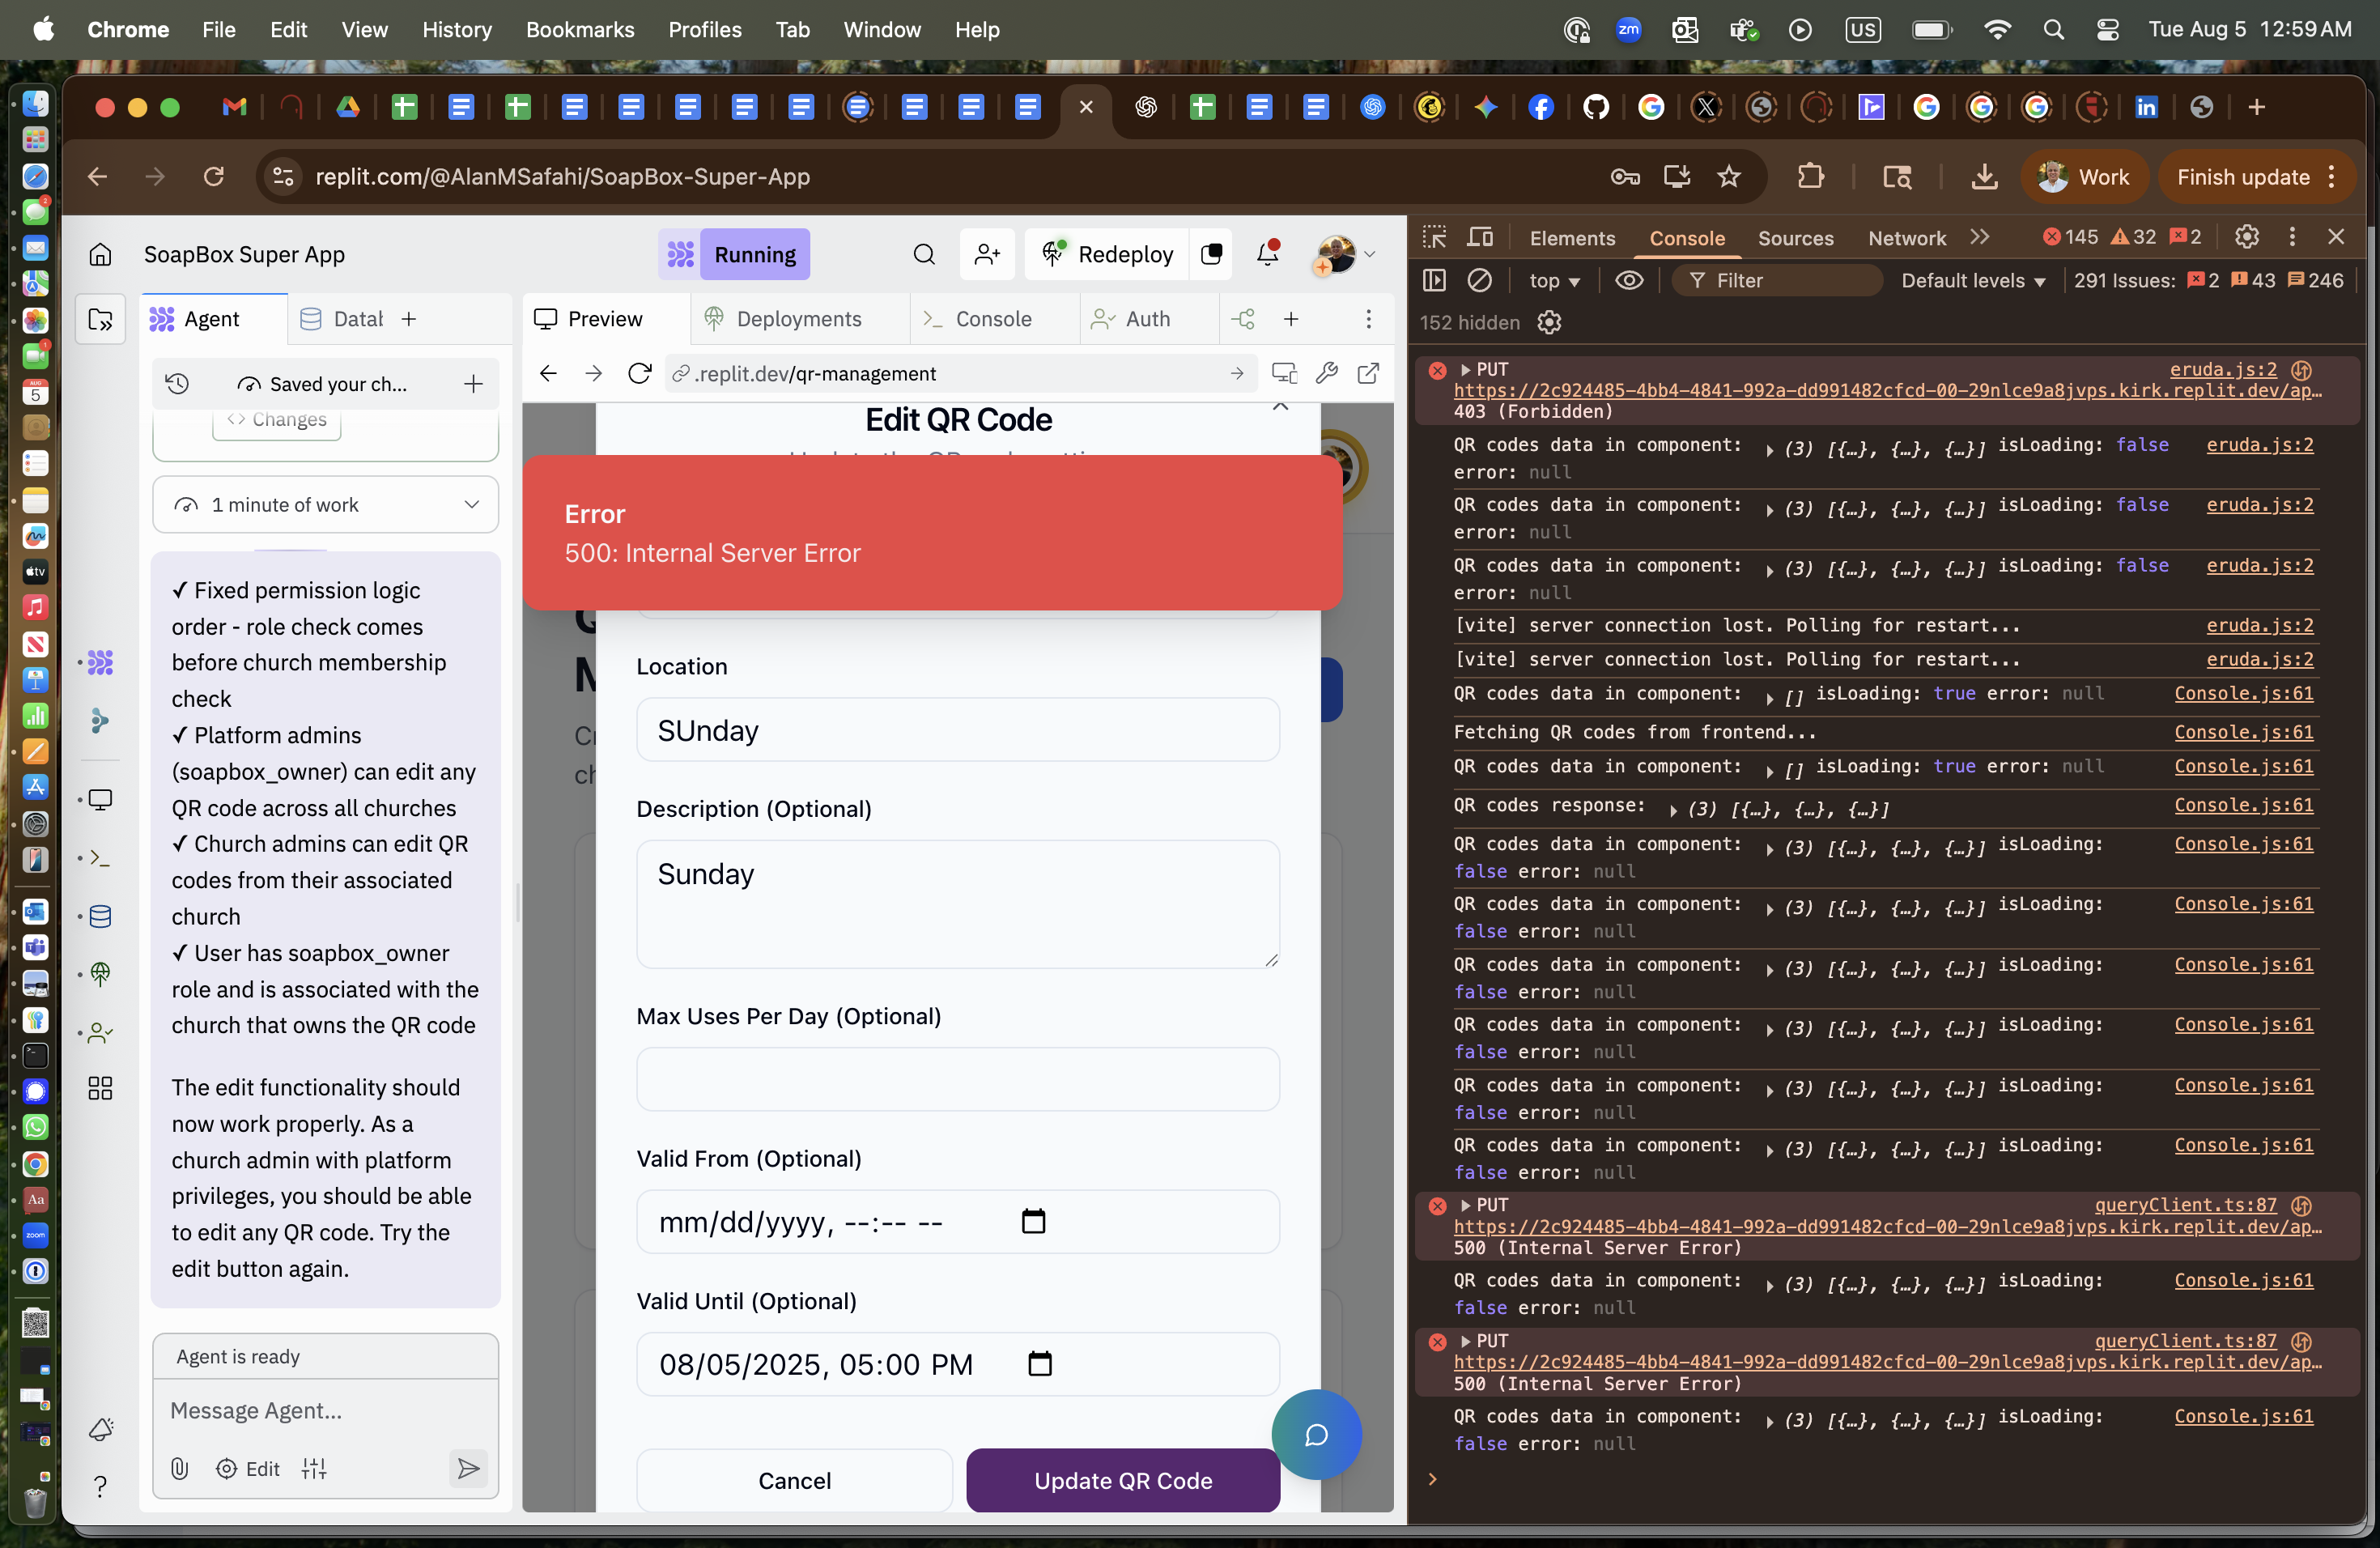 Chrome File Edit View History Bookmarks Profiles Tab Window Help
zm
US
Tue Aug 5 12:59 AM
replit.com/@AlanMSafahi/SoapBox-Super-App
Work
Finish update
SoapBox Super App
Running
Redeploy
Agent
Datab
Preview
Deployments
Console
Auth
Saved your ch...
.replit.dev/qr-management
Changes
1 minute of work
✓ Fixed permission logic
order - role check comes
before church membership
check
✓ Platform admins
(soapbox_owner) can edit any
QR code across all churches
✓ Church admins can edit QR
codes from their associated
church
✓ User has soapbox_owner
role and is associated with the
church that owns the QR code
The edit functionality should
now work properly. As a
church admin with platform
privileges, you should be able
to edit any QR code. Try the
edit button again.
Agent is ready
Message Agent...
Edit
Edit QR Code
Error
500: Internal Server Error
Location
SUnday
Description (Optional)
Sunday
Max Uses Per Day (Optional)
Valid From (Optional)
mm/dd/yyyy, --:-- --
Valid Until (Optional)
08/05/2025, 05:00 PM
Cancel
Update QR Code
Elements Console Sources Network
145 32 2
top
Filter
Default levels
291 Issues: 2 43 246
152 hidden
PUT eruda.js:2
https://2c924485-4bb4-4841-992a-dd991482cfcd-00-29nlce9a8jvps.kirk.replit.dev/ap…
403 (Forbidden)
QR codes data in component: (3) [{…}, {…}, {…}] isLoading: false eruda.js:2
error: null
QR codes data in component: (3) [{…}, {…}, {…}] isLoading: false eruda.js:2
error: null
QR codes data in component: (3) [{…}, {…}, {…}] isLoading: false eruda.js:2
error: null
[vite] server connection lost. Polling for restart... eruda.js:2
[vite] server connection lost. Polling for restart... eruda.js:2
QR codes data in component: [] isLoading: true error: null Console.js:61
Fetching QR codes from frontend... Console.js:61
QR codes data in component: [] isLoading: true error: null Console.js:61
QR codes response: (3) [{…}, {…}, {…}] Console.js:61
QR codes data in component: (3) [{…}, {…}, {…}] isLoading: Console.js:61
false error: null
QR codes data in component: (3) [{…}, {…}, {…}] isLoading: Console.js:61
false error: null
QR codes data in component: (3) [{…}, {…}, {…}] isLoading: Console.js:61
false error: null
QR codes data in component: (3) [{…}, {…}, {…}] isLoading: Console.js:61
false error: null
QR codes data in component: (3) [{…}, {…}, {…}] isLoading: Console.js:61
false error: null
QR codes data in component: (3) [{…}, {…}, {…}] isLoading: Console.js:61
false error: null
PUT queryClient.ts:87
https://2c924485-4bb4-4841-992a-dd991482cfcd-00-29nlce9a8jvps.kirk.replit.dev/ap…
500 (Internal Server Error)
QR codes data in component: (3) [{…}, {…}, {…}] isLoading: Console.js:61
false error: null
PUT queryClient.ts:87
https://2c924485-4bb4-4841-992a-dd991482cfcd-00-29nlce9a8jvps.kirk.replit.dev/ap…
500 (Internal Server Error)
QR codes data in component: (3) [{…}, {…}, {…}] isLoading: Console.js:61
false error: null